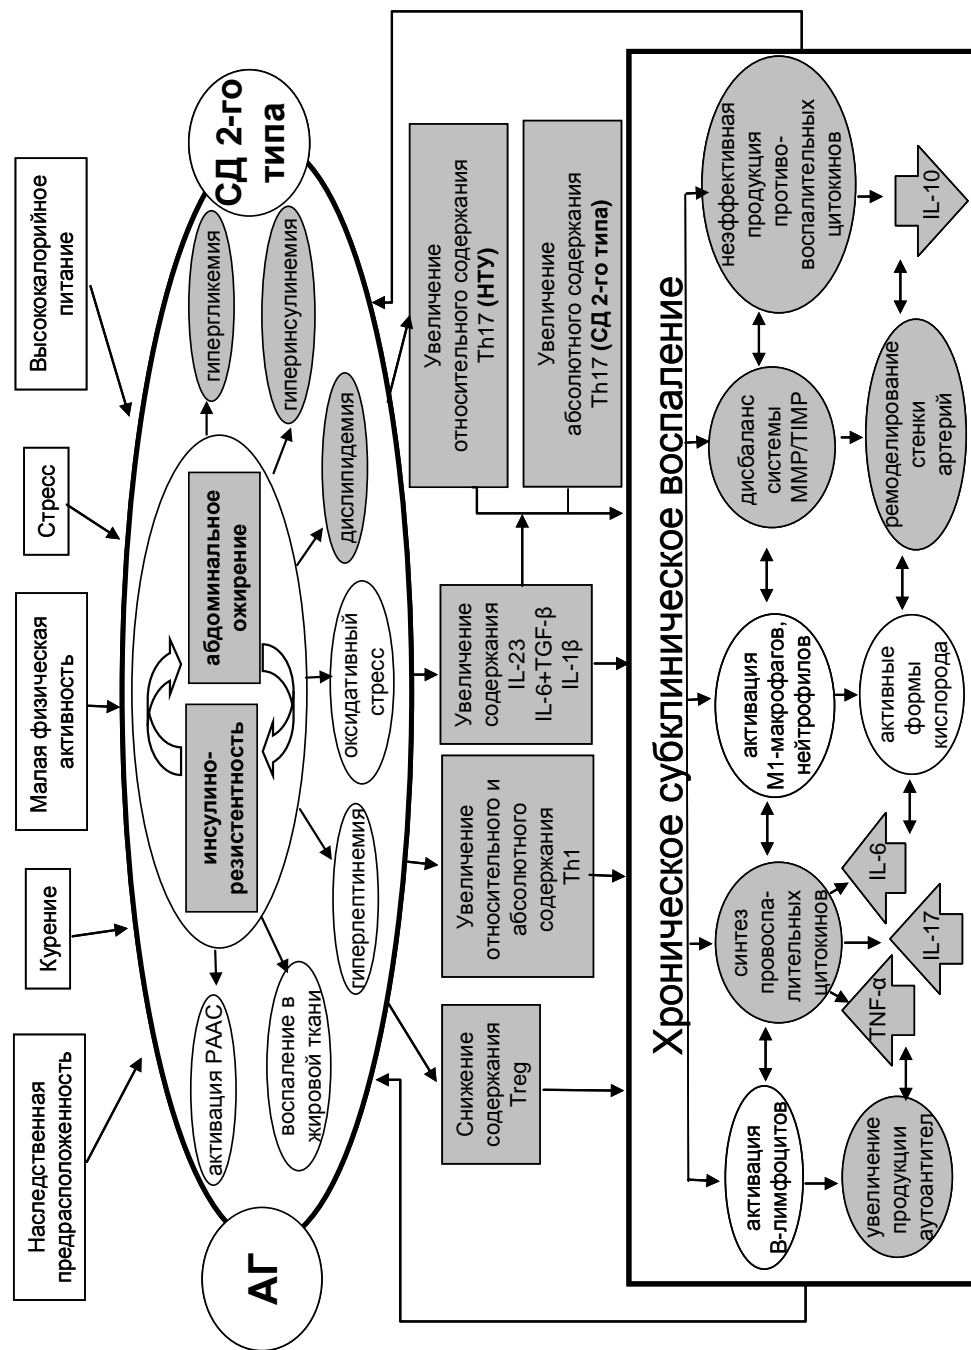 Наследственная
предрасположенность
Курение
Малая физическая
активность
Стресс
Высококалорийное
питание
АГ
СД 2-го
типа
инсулино-
резистентность
абдоминальное
ожирение
активация РААС
воспаление в
жировой ткани
гиперлептинемия
оксидативный
стресс
дислипидемия
гиперинсулинемия
гипергликемия
Снижение
содержания
Treg
Увеличение
относительного и
абсолютного
содержания
Th1
Увеличение
содержания
IL-23
IL-6+TGF-β
IL-1β
Увеличение
относительного содержания
Th17 (НТУ)
Увеличение
абсолютного содержания
Th17 (СД 2-го типа)
Хроническое субклиническое воспаление
активация
В-лимфоцитов
синтез
провоспа-
лительных
цитокинов
активация
М1-макрофагов,
нейтрофилов
дисбаланс
системы
MMP/TIMP
неэффективная
продукция
противо-
воспалительных
цитокинов
увеличение
продукции
аутоантител
TNF-α
IL-17
IL-6
активные
формы
кислорода
ремоделирование
стенки
артерий
IL-10